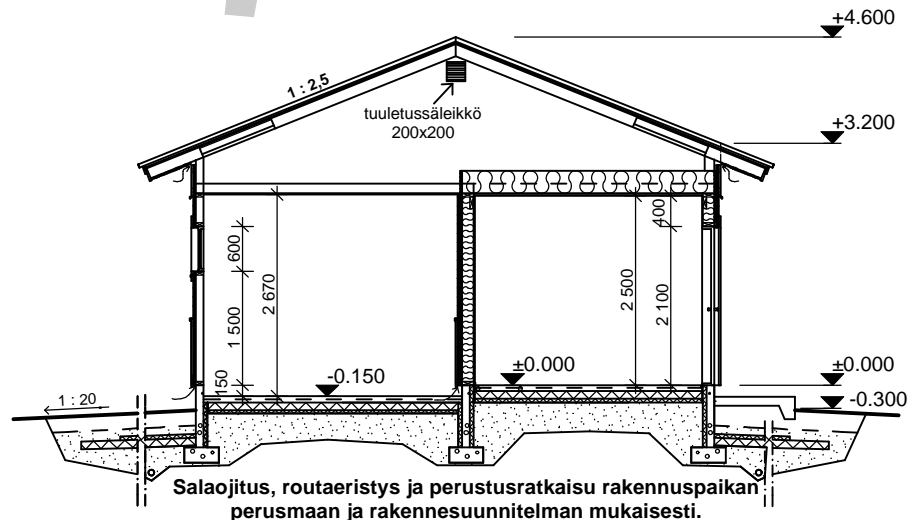 +4.600
1 : 2,5
tuuletussäleikkö
200x200
+3.200
400
600
2 670
2 500
2 100
1 500
150
-0.150
±0.000
±0.000
-0.300
1 : 20
Salaojitus, routaeristys ja perustusratkaisu rakennuspaikan
perusmaan ja rakennesuunnitelman mukaisesti.